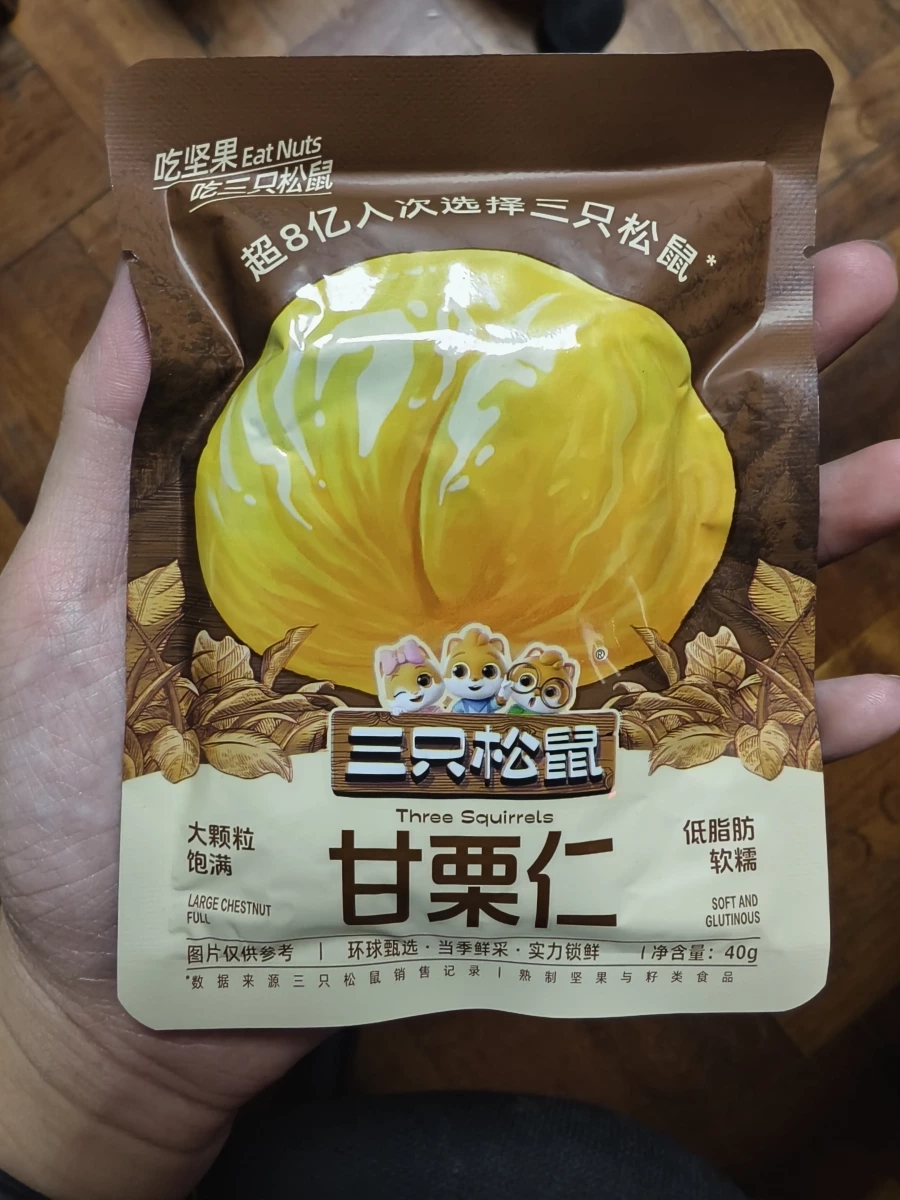 吃坚果 Eat Nuts
吃三只松鼠
超8亿人次选择三只松鼠*
®
三只松鼠
Three Squirrels
甘栗仁
大颗粒
饱满
LARGE CHESTNUT
FULL
低脂肪
软糯
SOFT AND
GLUTINOUS
图片仅供参考 | 环球甄选·当季鲜采·实力锁鲜 | 净含量：40g
*数据来源三只松鼠销售记录 | 熟制坚果与籽类食品